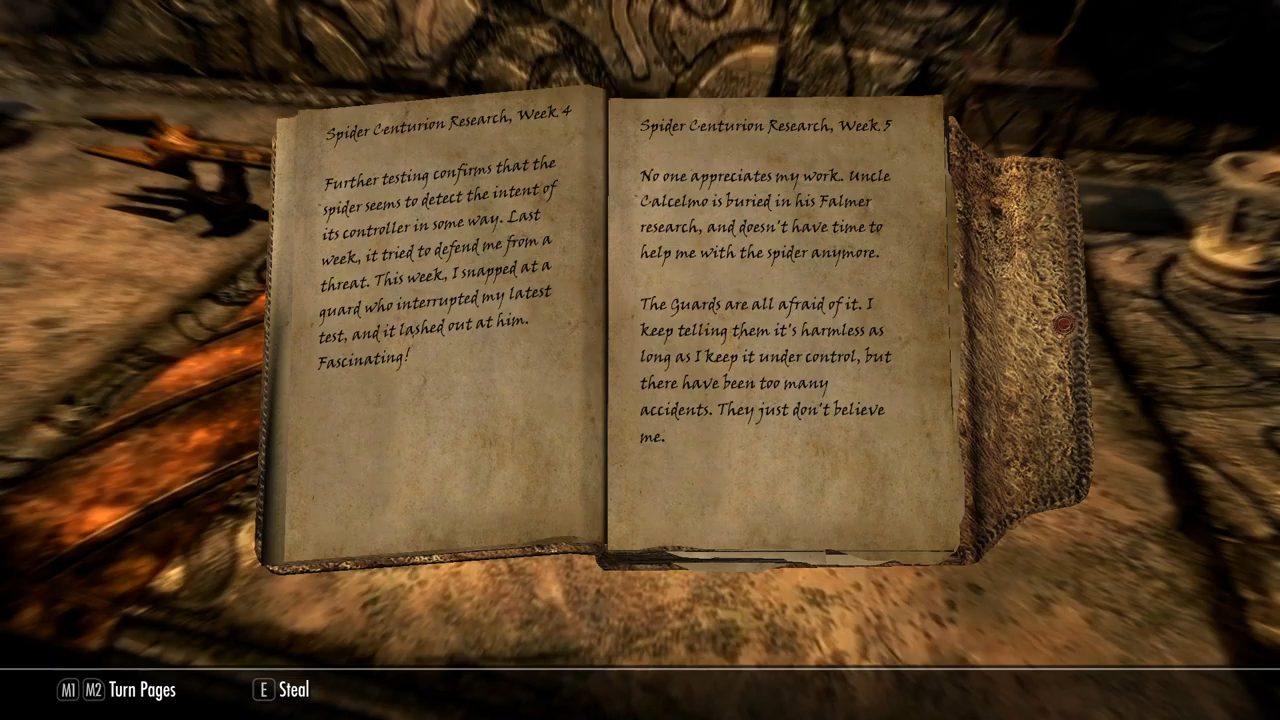 Spider Centurion Research, Week 4
Further testing confirms that the
spider seems to detect the intent of
its controller in some way. Last
week, it tried to defend me from a
threat. This week, I snapped at a
guard who interrupted my latest
test, and it lashed out at him.
Fascinating!
Spider Centurion Research, Week 5
No one appreciates my work. Uncle
Calcelmo is buried in his Falmer
research, and doesn't have time to
help me with the spider anymore.
The Guards are all afraid of it. I
keep telling them it's harmless as
long as I keep it under control, but
there have been too many
accidents. They just don't believe
me.
M1 M2 Turn Pages
E Steal